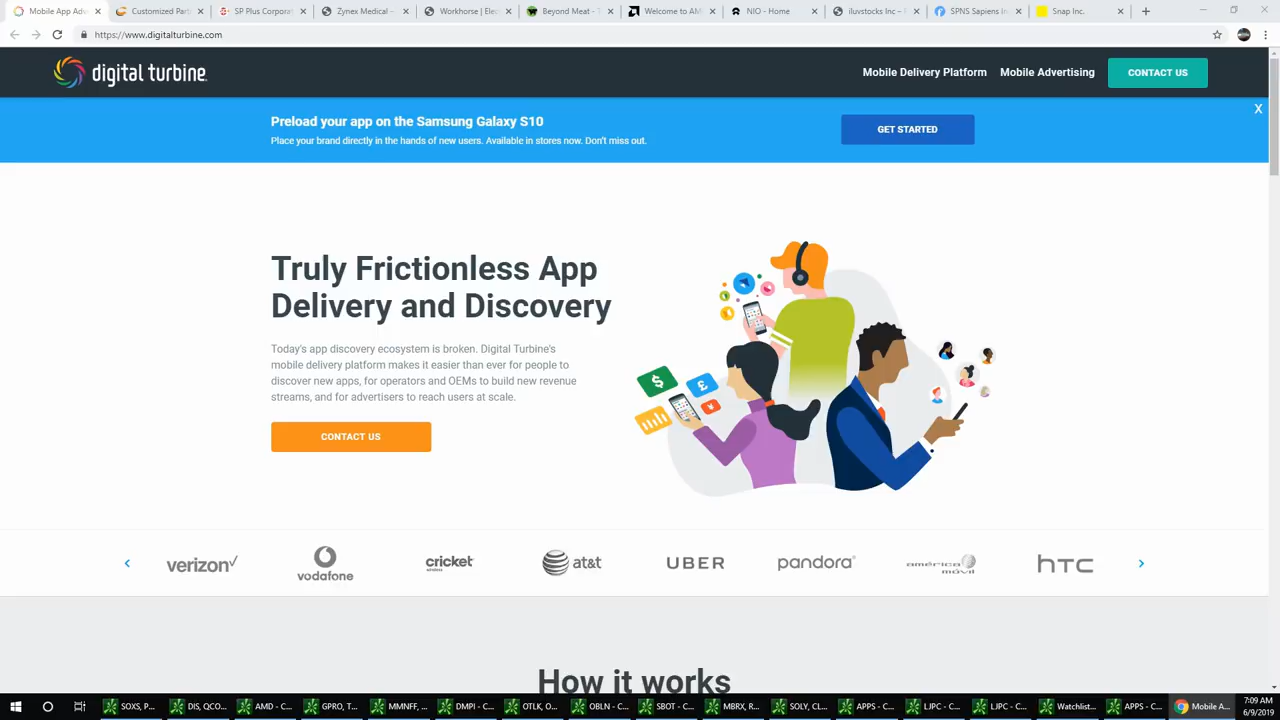 Mobile App Adv
Customized Partn
SP Plus Corporat
Zynex Medical –
Workhorse | Elec
Beyond Meat - T
Welcome to AM
NIO - Home
iluvstocks Inc –
SPNS Sapiens In
Snap Inc.
https://www.digitalturbine.com
digital turbine
Mobile Delivery Platform
Mobile Advertising
CONTACT US
X
Preload your app on the Samsung Galaxy S10
Place your brand directly in the hands of new users. Available in stores now. Don't miss out.
GET STARTED
Truly Frictionless App
Delivery and Discovery
Today's app discovery ecosystem is broken. Digital Turbine's
mobile delivery platform makes it easier than ever for people to
discover new apps, for operators and OEMs to build new revenue
streams, and for advertisers to reach users at scale.
CONTACT US
verizon
vodafone
cricket
wireless
at&t
UBER
pandora
américa
móvil
htc
How it works
SOXS, P...
DIS, QCO...
AMD - C...
GPRO, T...
MMNFF, ...
DMPI - C...
OTLK, O...
OBLN - C...
SBOT - C...
MBRX, R...
SOLY, CL...
APPS - C...
LJPC - C...
LJPC - C...
Watchlist...
APPS - C...
Mobile A...
7:09 AM
6/9/2019